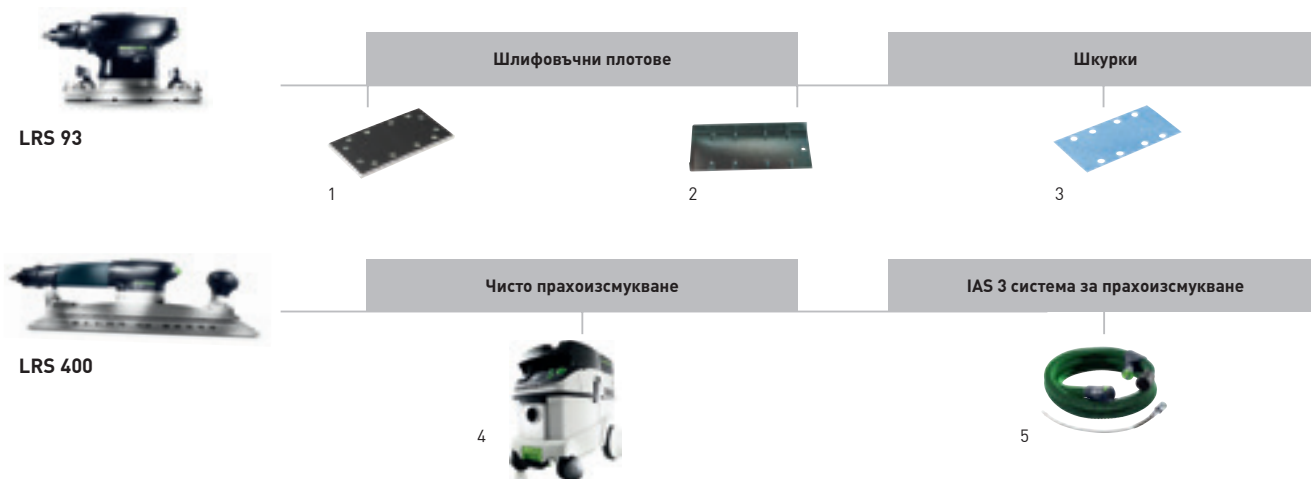 Шлифовъчни плотове
Шкурки
LRS 93
1
2
3
Чисто прахоизсмукване
IAS 3 система за прахоизсмукване
LRS 400
4
5